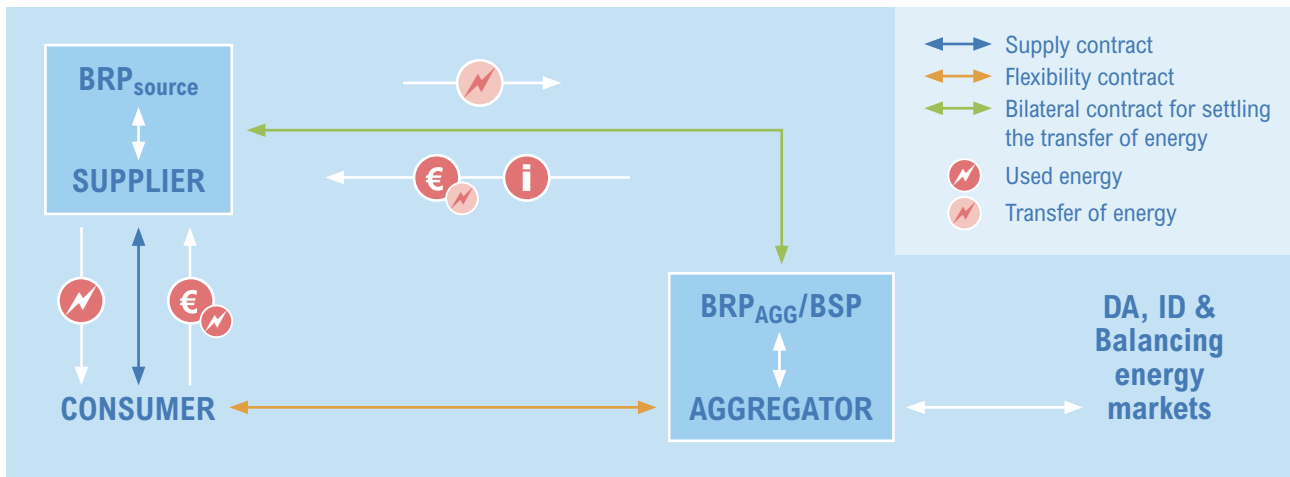 BRPsource
SUPPLIER
€
i
€
CONSUMER
BRPAGG/BSP
AGGREGATOR
DA, ID &
Balancing
energy
markets
Supply contract
Flexibility contract
Bilateral contract for settling
the transfer of energy
Used energy
Transfer of energy